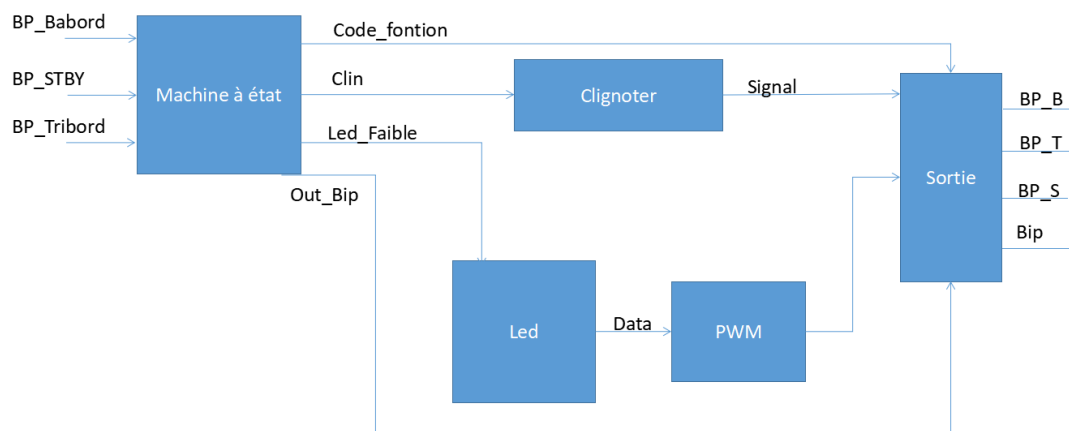 BP_Babord
BP_STBY
BP_Tribord
Machine à état
Code_fontion
Clin
Led_Faible
Out_Bip
Clignoter
Signal
Led
Data
PWM
Sortie
BP_B
BP_T
BP_S
Bip